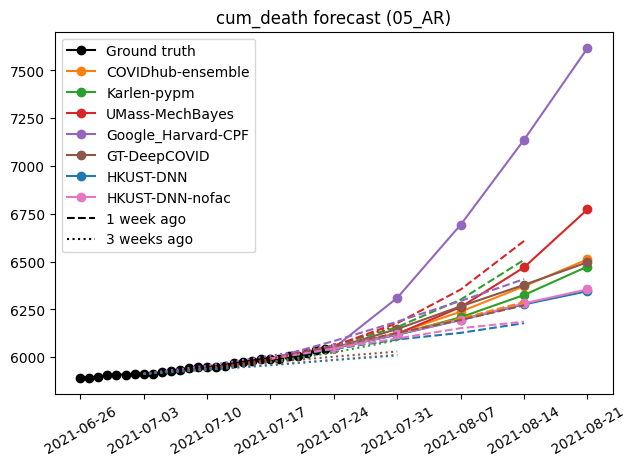 cum_death forecast (05_AR)
7500
7250
7000
6750
6500
6250
6000
Ground truth
COVIDhub-ensemble
Karlen-pypm
UMass-MechBayes
Google_Harvard-CPF
GT-DeepCOVID
HKUST-DNN
HKUST-DNN-nofac
1 week ago
3 weeks ago
2021-06-26
2021-07-03
2021-07-10
2021-07-17
2021-07-24
2021-07-31
2021-08-07
2021-08-14
2021-08-21